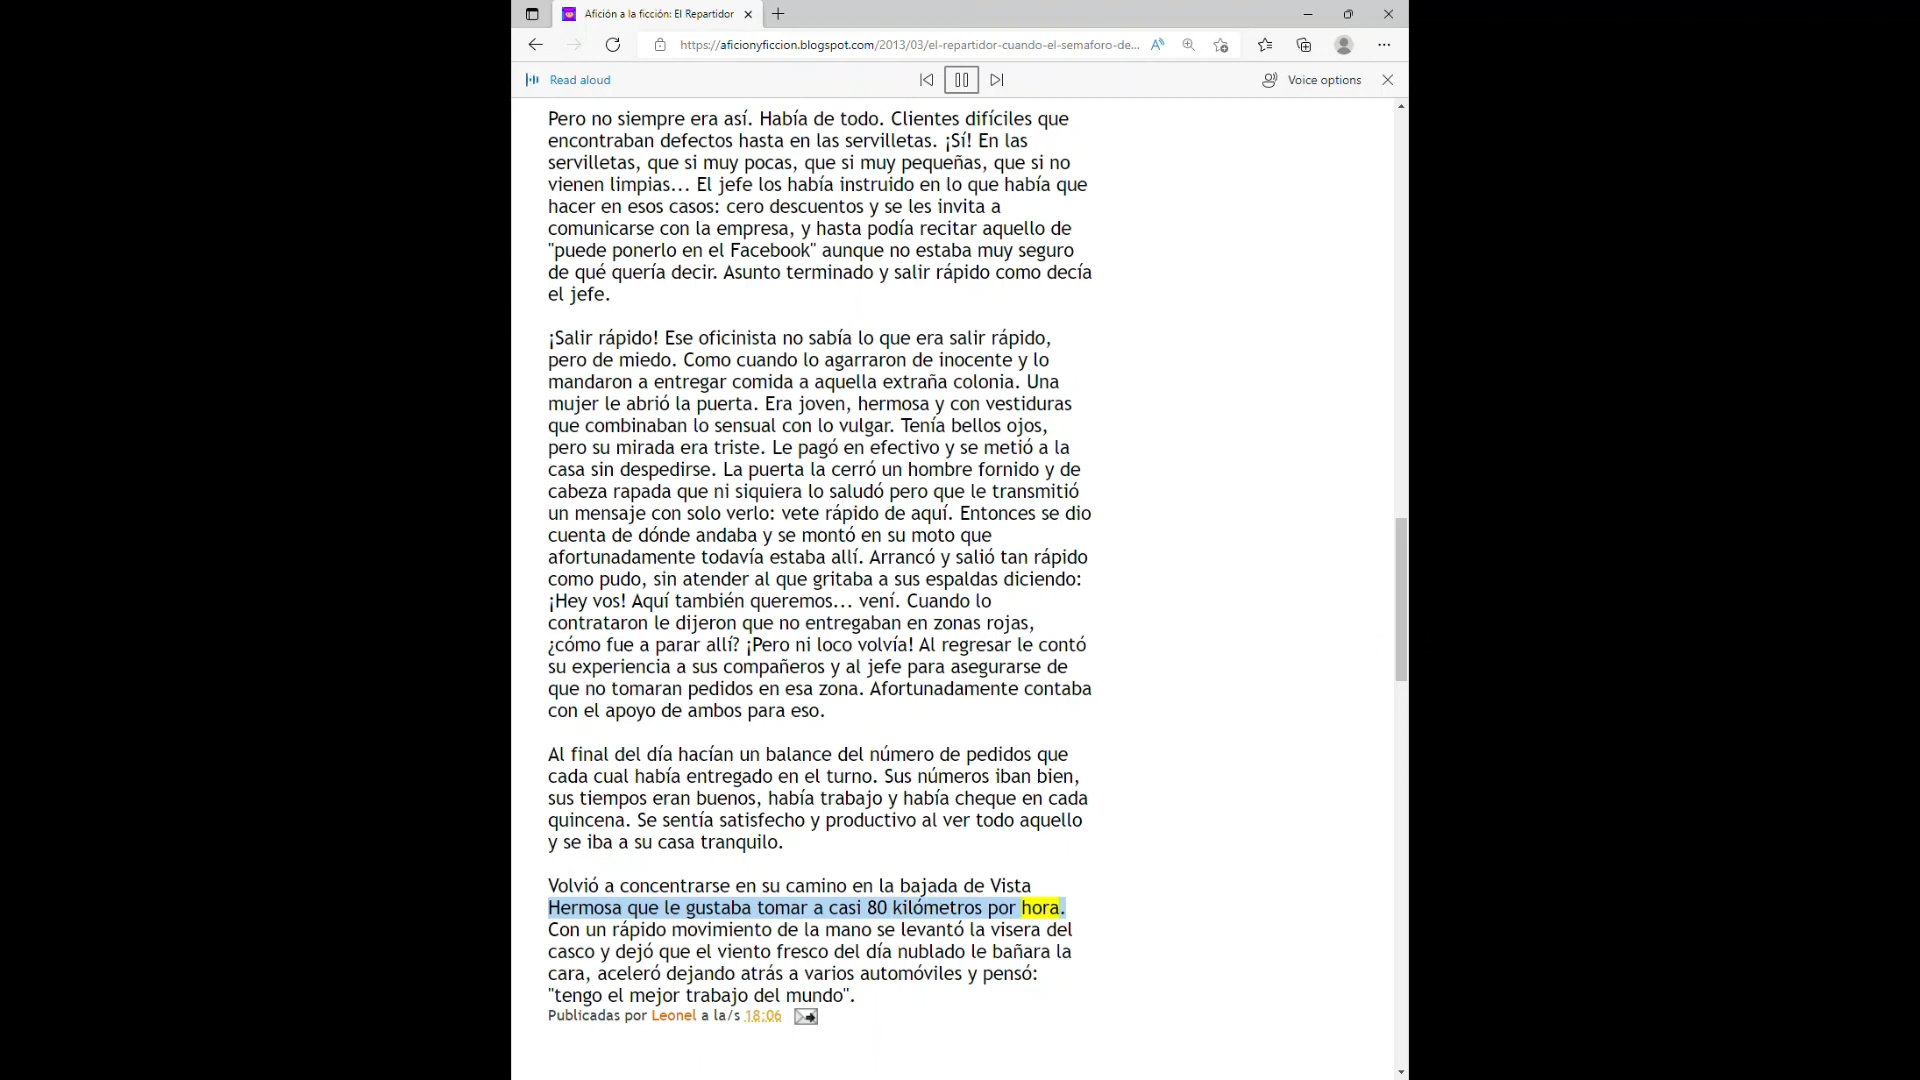 Afición a la ficción: El Repartidor
https://aficionyficcion.blogspot.com/2013/03/el-repartidor-cuando-el-semaforo-de...
Read aloud
Voice options
Pero no siempre era así. Había de todo. Clientes difíciles que
encontraban defectos hasta en las servilletas. ¡Sí! En las
servilletas, que si muy pocas, que si muy pequeñas, que si no
vienen limpias... El jefe los había instruido en lo que había que
hacer en esos casos: cero descuentos y se les invita a
comunicarse con la empresa, y hasta podía recitar aquello de
"puede ponerlo en el Facebook" aunque no estaba muy seguro
de qué quería decir. Asunto terminado y salir rápido como decía
el jefe.
¡Salir rápido! Ese oficinista no sabía lo que era salir rápido,
pero de miedo. Como cuando lo agarraron de inocente y lo
mandaron a entregar comida a aquella extraña colonia. Una
mujer le abrió la puerta. Era joven, hermosa y con vestiduras
que combinaban lo sensual con lo vulgar. Tenía bellos ojos,
pero su mirada era triste. Le pagó en efectivo y se metió a la
casa sin despedirse. La puerta la cerró un hombre fornido y de
cabeza rapada que ni siquiera lo saludó pero que le transmitió
un mensaje con solo verlo: vete rápido de aquí. Entonces se dio
cuenta de dónde andaba y se montó en su moto que
afortunadamente todavía estaba allí. Arrancó y salió tan rápido
como pudo, sin atender al que gritaba a sus espaldas diciendo:
¡Hey vos! Aquí también queremos... vení. Cuando lo
contrataron le dijeron que no entregaban en zonas rojas,
¿cómo fue a parar allí? ¡Pero ni loco volvía! Al regresar le contó
su experiencia a sus compañeros y al jefe para asegurarse de
que no tomaran pedidos en esa zona. Afortunadamente contaba
con el apoyo de ambos para eso.
Al final del día hacían un balance del número de pedidos que
cada cual había entregado en el turno. Sus números iban bien,
sus tiempos eran buenos, había trabajo y había cheque en cada
quincena. Se sentía satisfecho y productivo al ver todo aquello
y se iba a su casa tranquilo.
Volvió a concentrarse en su camino en la bajada de Vista
Hermosa que le gustaba tomar a casi 80 kilómetros por hora.
Con un rápido movimiento de la mano se levantó la visera del
casco y dejó que el viento fresco del día nublado le bañara la
cara, aceleró dejando atrás a varios automóviles y pensó:
"tengo el mejor trabajo del mundo".
Publicadas por Leonel a la/s 18:06